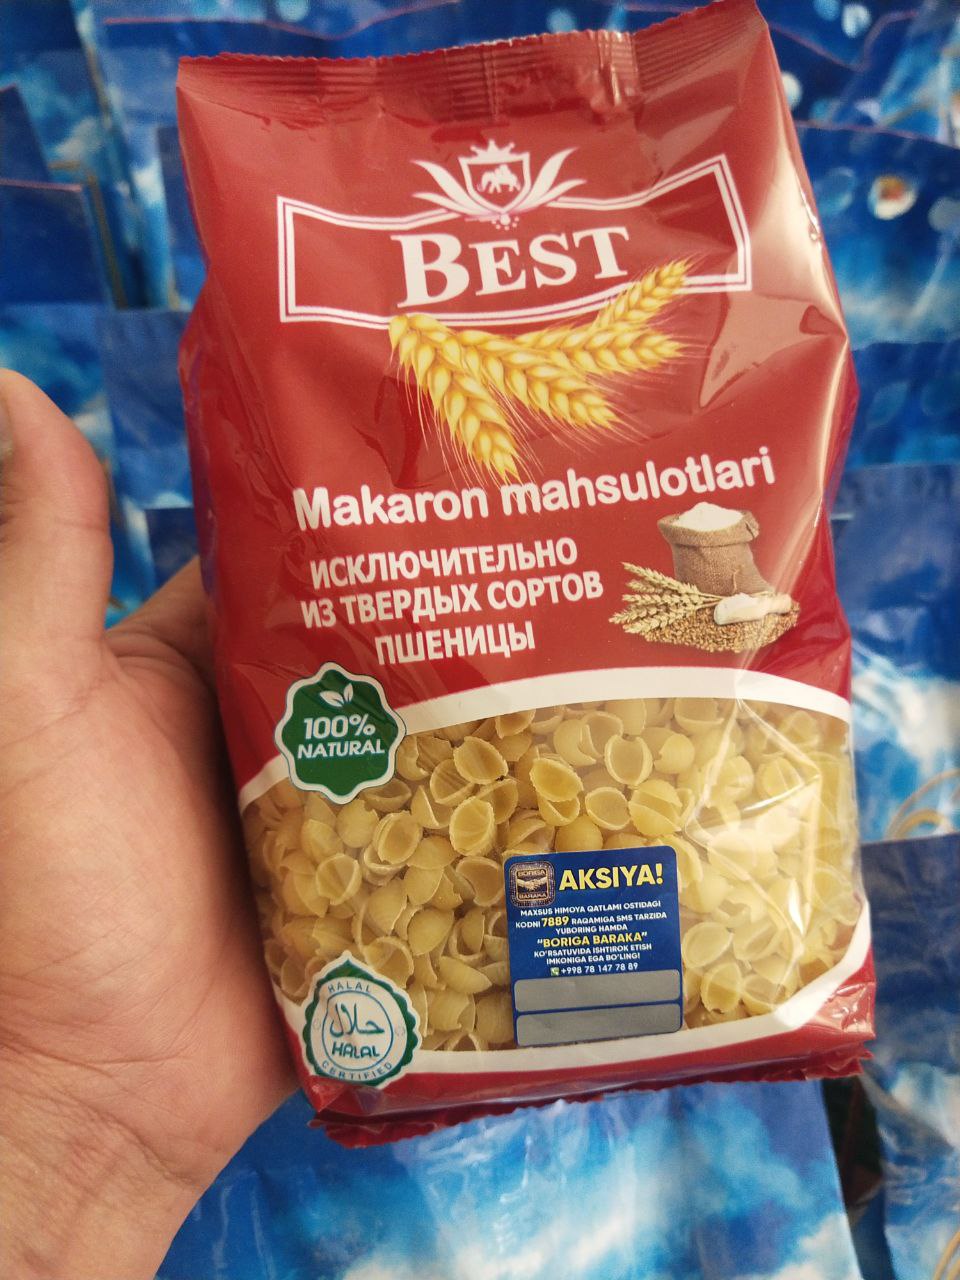 BEST
Makaron mahsulotlari
ИСКЛЮЧИТЕЛЬНО
ИЗ ТВЕРДЫХ СОРТОВ
ПШЕНИЦЫ
100%
NATURAL
BORIGA
BARAKA
AKSIYA!
MAXSUS HIMOYA QATLAMI OSTIDAGI
KODNI 7889 RAQAMIGA SMS TARZIDA
YUBORING HAMDA
"BORIGA BARAKA"
KO'RSATUVIDA ISHTIROK ETISH
IMKONIGA EGA BO'LING!
+998 78 147 78 89
HALAL
حلال
HALAL
CERTIFIED